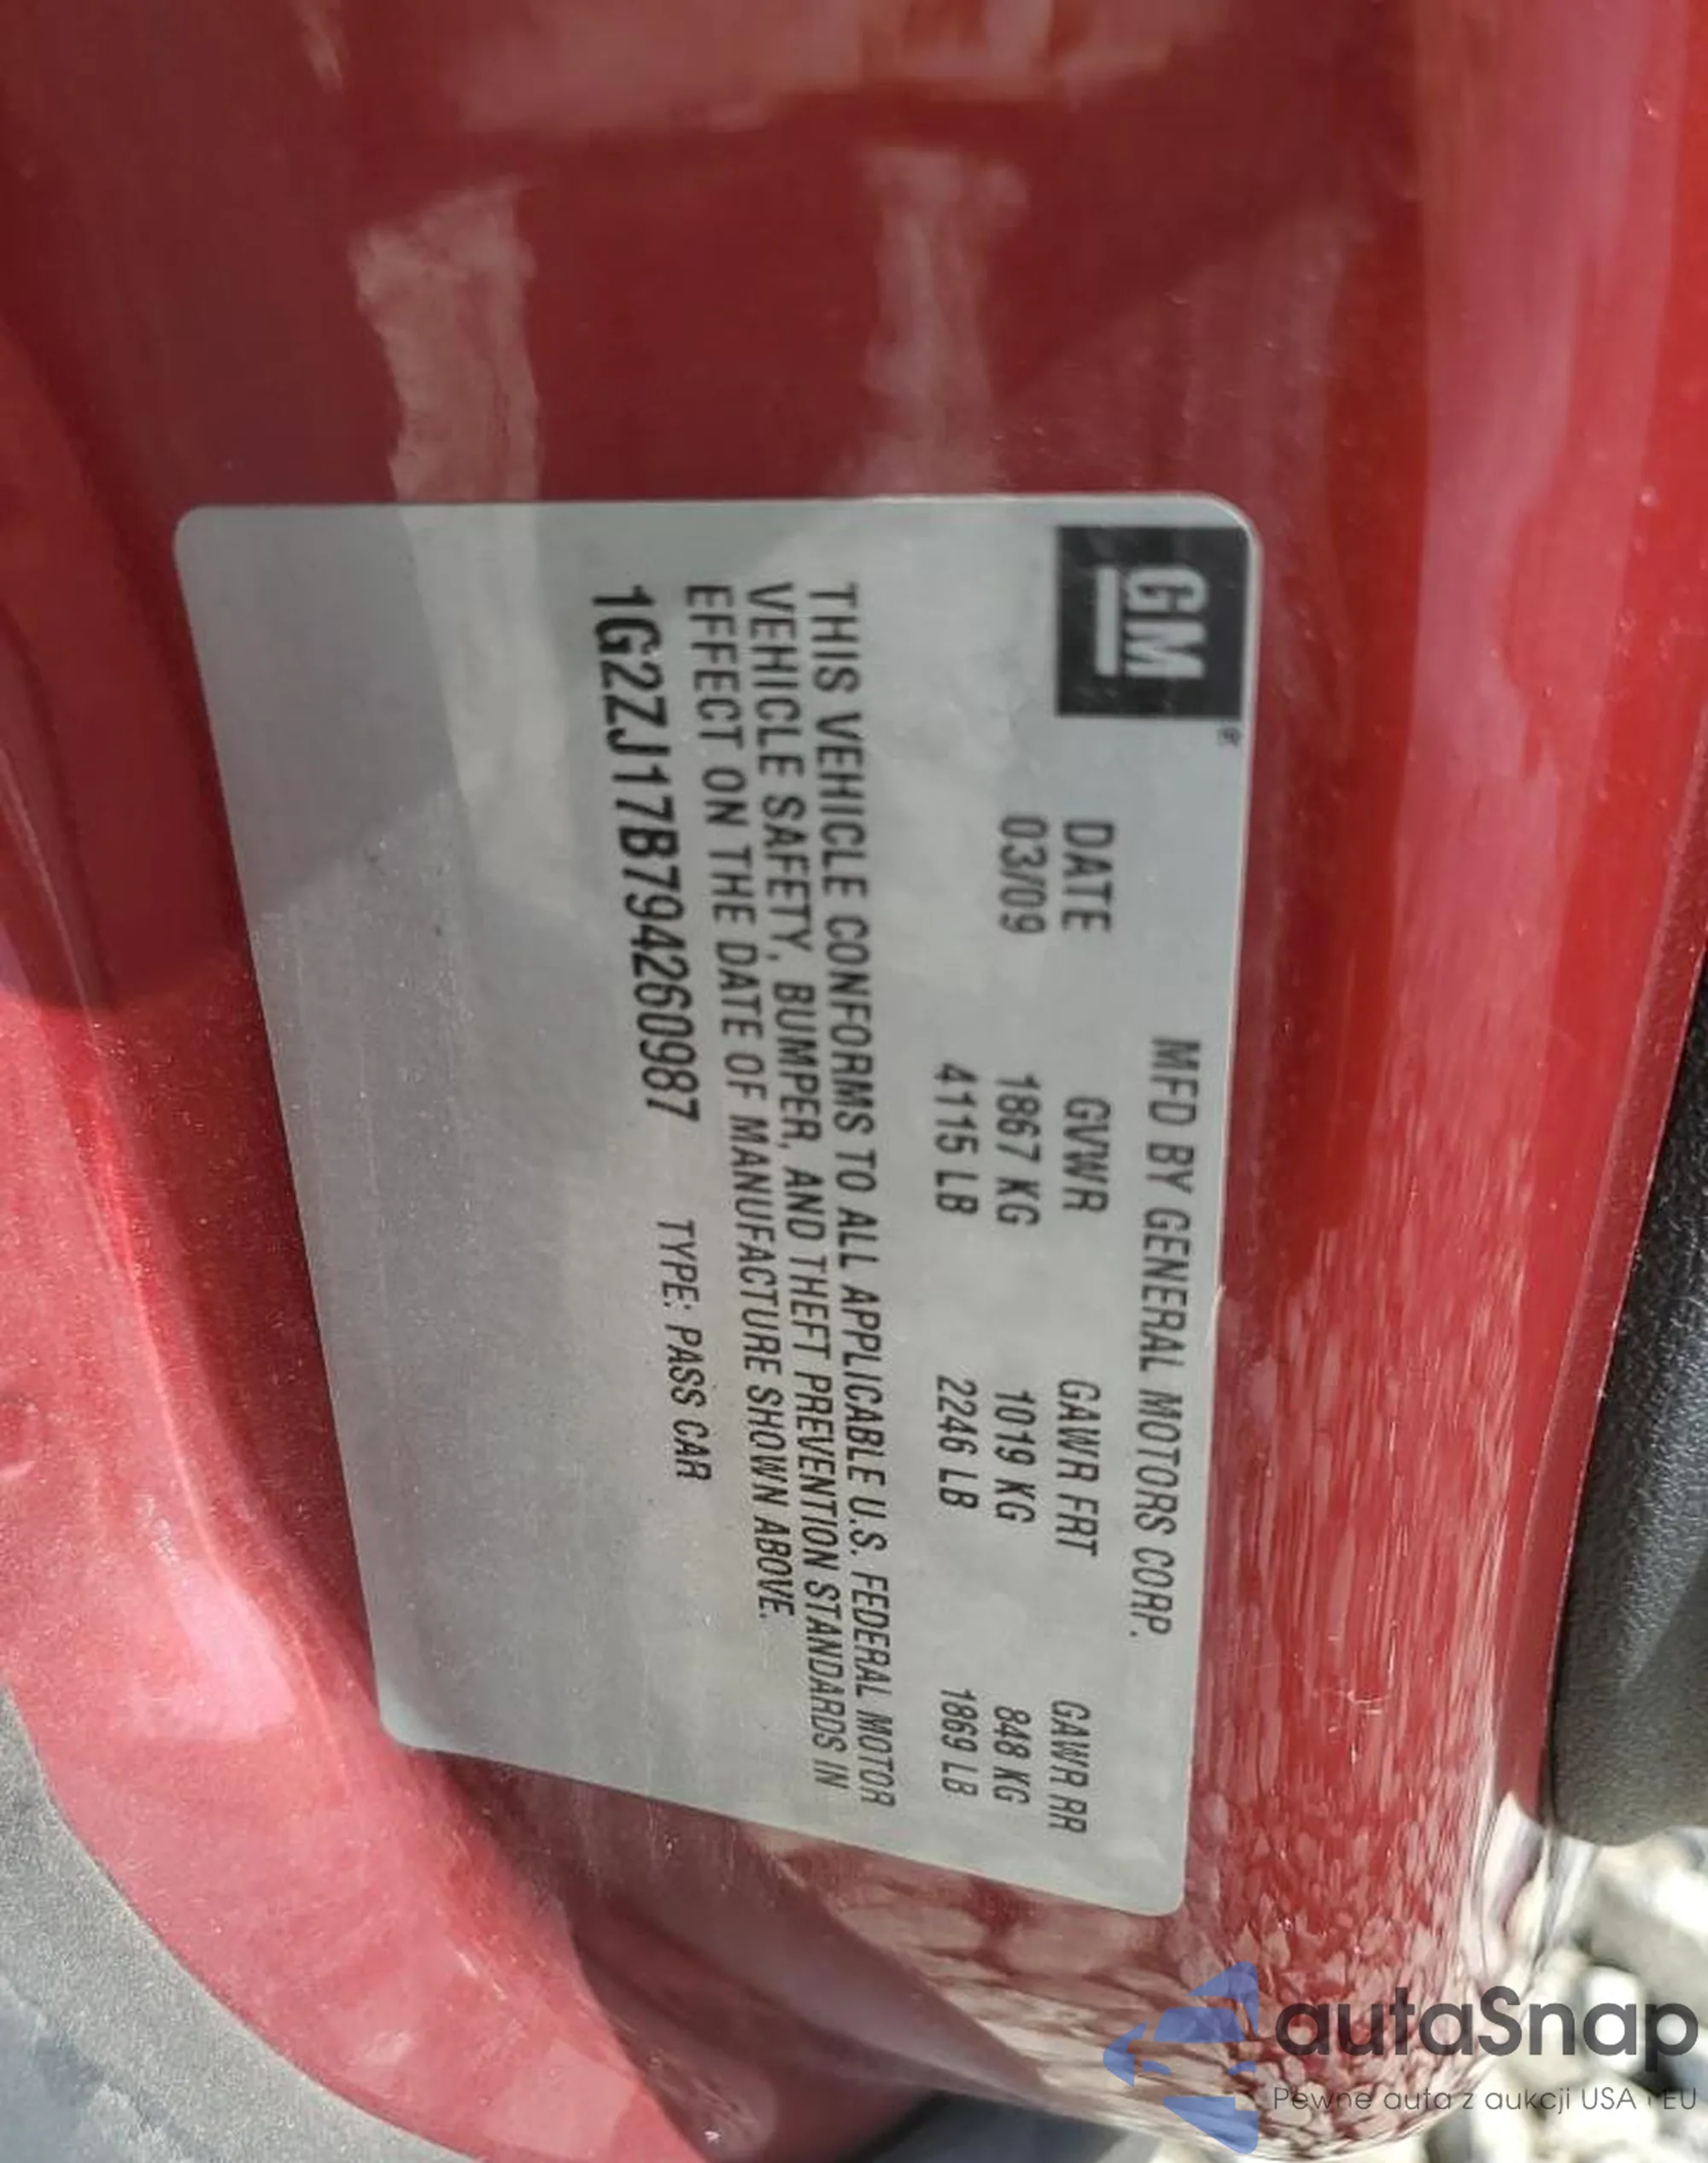 GM
MFD BY GENERAL MOTORS CORP.
DATE GVWR GAWR FRT GAWR RR
03/09 1867 KG 1019 KG 848 KG
4115 LB 2246 LB 1869 LB
THIS VEHICLE CONFORMS TO ALL APPLICABLE U.S. FEDERAL MOTOR
VEHICLE SAFETY, BUMPER, AND THEFT PREVENTION STANDARDS IN
EFFECT ON THE DATE OF MANUFACTURE SHOWN ABOVE.
1G2ZJ17B794260987 TYPE: PASS CAR
autaSnap
Pewne auta z aukcji USA i EU